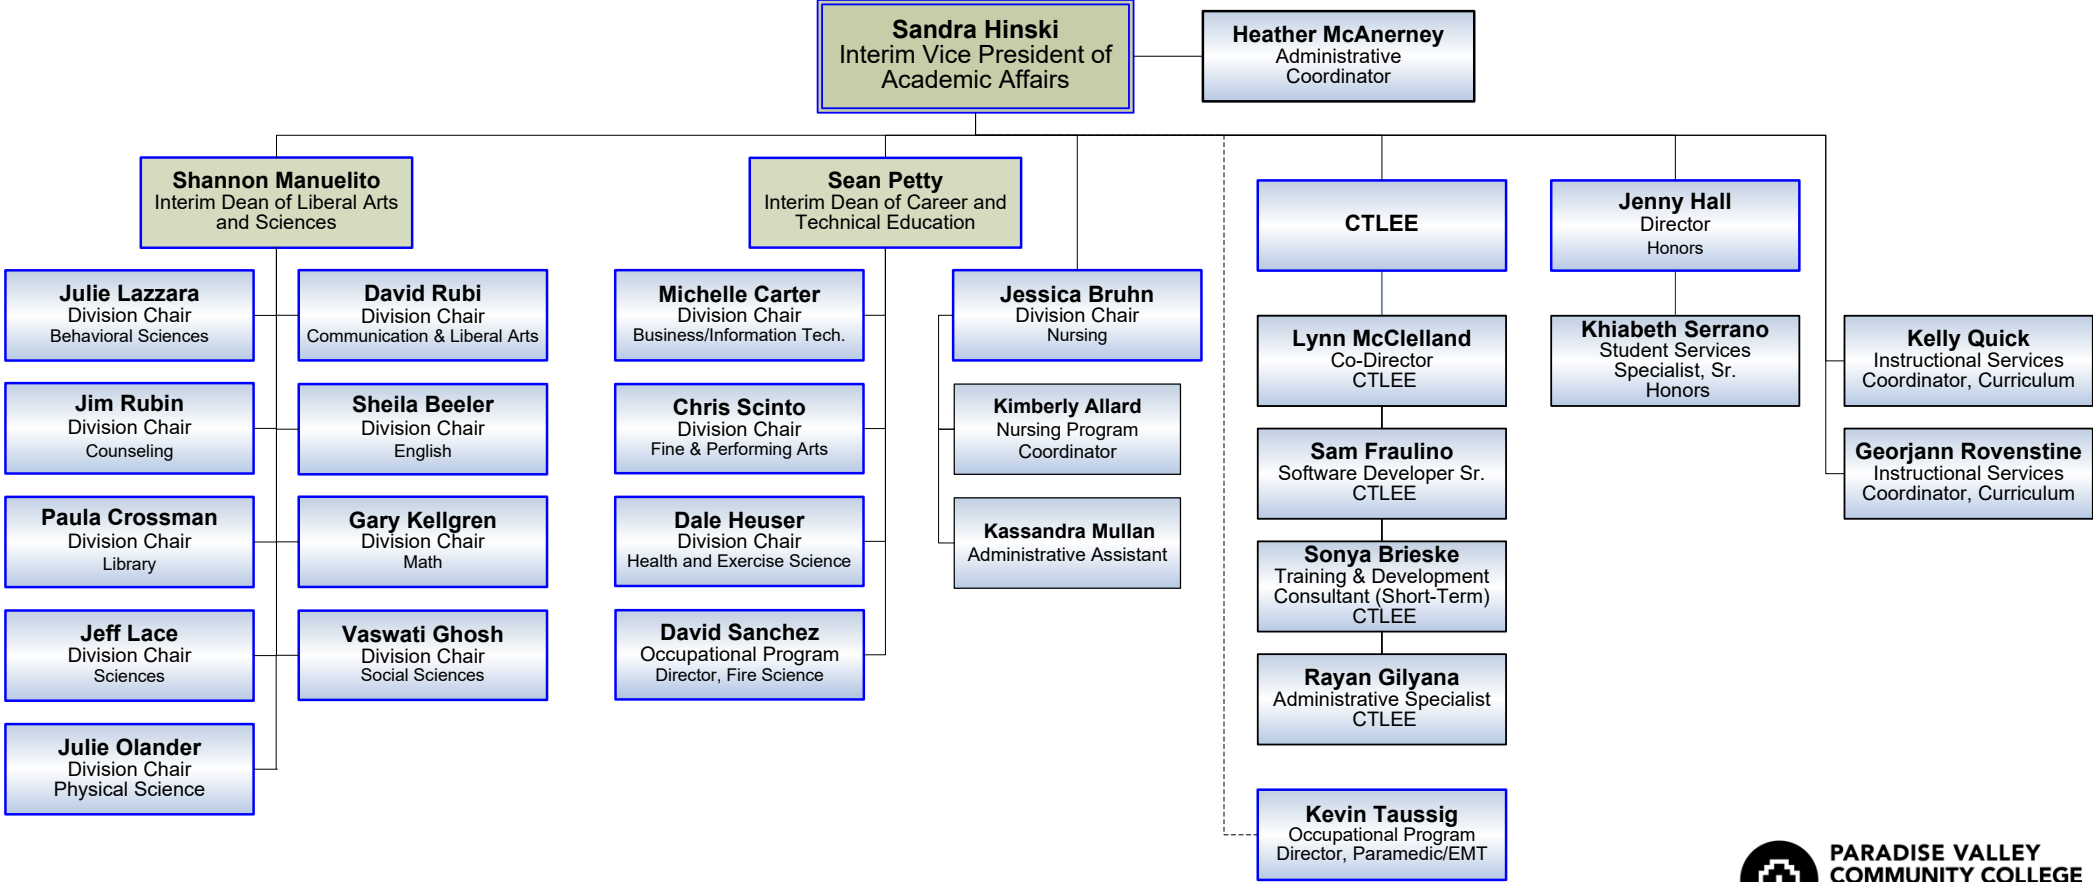 Sandra Hinski
Interim Vice President of
Academic Affairs
Heather McAnerney
Administrative
Coordinator
Shannon Manuelito
Interim Dean of Liberal Arts
and Sciences
Sean Petty
Interim Dean of Career and
Technical Education
CTLEE
Jenny Hall
Director
Honors
Julie Lazzara
Division Chair
Behavioral Sciences
David Rubi
Division Chair
Communication & Liberal Arts
Michelle Carter
Division Chair
Business/Information Tech.
Jessica Bruhn
Division Chair
Nursing
Lynn McClelland
Co-Director
CTLEE
Khiabeth Serrano
Student Services
Specialist, Sr.
Honors
Kelly Quick
Instructional Services
Coordinator, Curriculum
Jim Rubin
Division Chair
Counseling
Sheila Beeler
Division Chair
English
Chris Scinto
Division Chair
Fine & Performing Arts
Kimberly Allard
Nursing Program
Coordinator
Sam Fraulino
Software Developer Sr.
CTLEE
Georjann Rovenstine
Instructional Services
Coordinator, Curriculum
Paula Crossman
Division Chair
Library
Gary Kellgren
Division Chair
Math
Dale Heuser
Division Chair
Health and Exercise Science
Kassandra Mullan
Administrative Assistant
Sonya Brieske
Training & Development
Consultant (Short-Term)
CTLEE
Jeff Lace
Division Chair
Sciences
Vaswati Ghosh
Division Chair
Social Sciences
David Sanchez
Occupational Program
Director, Fire Science
Rayan Gilyana
Administrative Specialist
CTLEE
Julie Olander
Division Chair
Physical Science
Kevin Taussig
Occupational Program
Director, Paramedic/EMT
PARADISE VALLEY
COMMUNITY COLLEGE